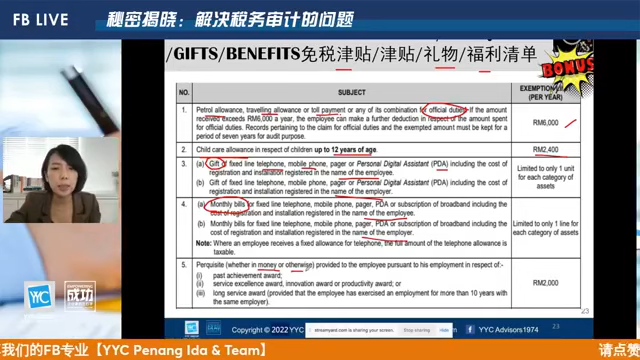 FB LIVE
秘密揭晓：解决税务审计的问题
/GIFTS/BENEFITS免税津贴/津贴/礼物/福利清单
BONUS
NO.
SUBJECT
(PER YEAR)
1.
Petrol allowance, travelling allowance or toll payment or any of its combination for official duties. If the amount
received exceeds RM6,000 a year, the employee can make a further deduction in respect of the amount spent
for official duties. Records pertaining to the claim for official duties and the exempted amount must be kept for
a period of seven years for audit purpose.
RM6,000
2.
Child care allowance in respect of children up to 12 years of age.
RM2,400
3.
(a) Gift of fixed line telephone, mobile phone, pager or Personal Digital Assistant (PDA) including the cost of
registration and installation registered in the name of the employee.
(b) Gift of fixed line telephone, mobile phone, pager or Personal Digital Assistant (PDA) including the cost of
registration and installation registered in the name of the employer.
Limited to only 1 unit
for each category of
assets
4.
(a) Monthly bills for fixed line telephone, mobile phone, pager, PDA or subscription of broadband including the
cost of registration and installation registered in the name of the employee.
(b) Monthly bills for fixed line telephone, mobile phone, pager, PDA or subscription of broadband including the
cost of registration and installation registered in the name of the employer.
Note: Where an employee receives a fixed allowance for telephone, the full amount of the telephone allowance is
taxable.
Limited to only 1 line for
each category of assets
5.
Perquisite (whether in money or otherwise) provided to the employee pursuant to his employment in respect of:-
(i) past achievement award;
(ii) service excellence award, innovation award or productivity award; or
(iii) long service award (provided that the employee has exercised an employment for more than 10 years with
the same employer).
RM2,000
23
YYC
成功
Copyright © 2022 YYC
streamyard.com is sharing your screen.
Stop sharing
YYC Advisors1974
23
我们的FB专业【YYC Penang Ida & Team】
请点赞